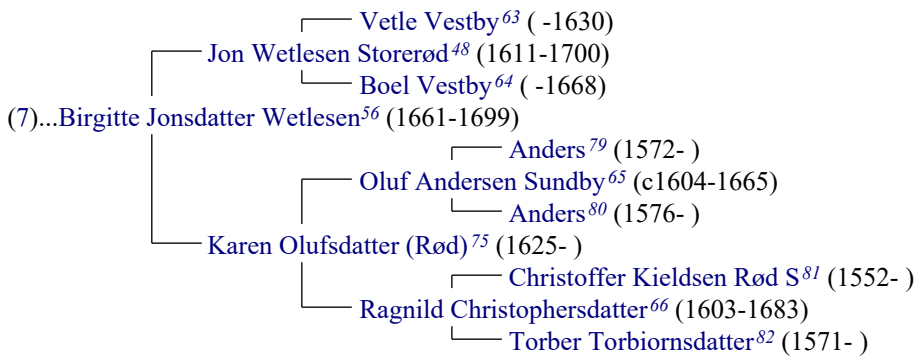 Vetle Vestby63 ( -1630)
Jon Wetlesen Storerød48 (1611-1700)
Boel Vestby64 ( -1668)
(7)...Birgitte Jonsdatter Wetlesen56 (1661-1699)
Anders79 (1572- )
Oluf Andersen Sundby65 (c1604-1665)
Anders80 (1576- )
Karen Olufsdatter (Rød)75 (1625- )
Christoffer Kieldsen Rød S81 (1552- )
Ragnild Christophersdatter66 (1603-1683)
Torber Torbiornsdatter82 (1571- )